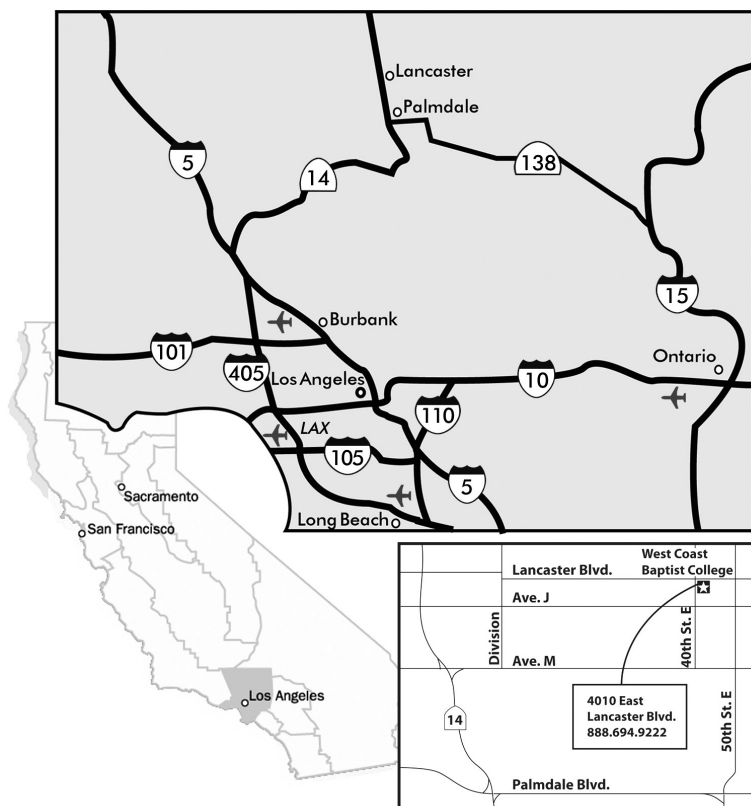 Lancaster
Palmdale
5
14
138
15
Burbank
101
405
Los Angeles
10
Ontario
110
LAX
105
5
Long Beach
Sacramento
San Francisco
Los Angeles
West Coast
Baptist College
Lancaster Blvd.
Ave. J
Division
40th St. E
Ave. M
4010 East
Lancaster Blvd.
888.694.9222
14
50th St. E
Palmdale Blvd.